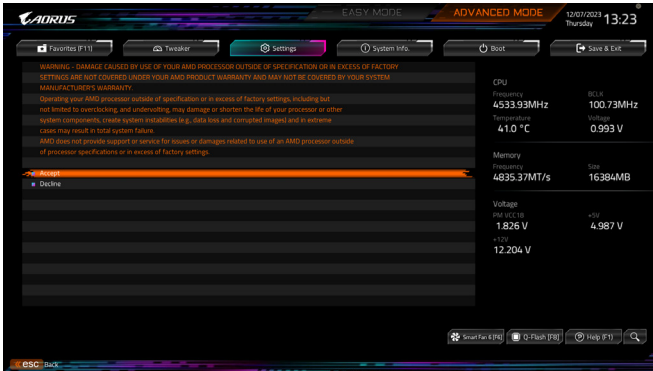 AORUS
EASY MODE
ADVANCED MODE
12/07/2023
Thursday
13:23
Favorites (F11)
Tweaker
Settings
System Info.
Boot
Save & Exit
WARNING - DAMAGE CAUSED BY USE OF YOUR AMD PROCESSOR OUTSIDE OF SPECIFICATION OR IN EXCESS OF FACTORY
SETTINGS ARE NOT COVERED UNDER YOUR AMD PRODUCT WARRANTY AND MAY NOT BE COVERED BY YOUR SYSTEM
MANUFACTURER'S WARRANTY.
Operating your AMD processor outside of specification or in excess of factory settings, including but
not limited to overclocking, and undervolting, may damage or shorten the life of your processor or other
system components, create system instabilities (e.g., data loss and corrupted images) and in extreme
cases may result in total system failure.
AMD does not provide support or service for issues or damages related to use of an AMD processor outside
of processor specifications or in excess of factory settings.
Accept
Decline
CPU
Frequency
BCLK
4533.93MHz
100.73MHz
Temperature
Voltage
41.0 °C
0.993 V
Memory
Frequency
Size
4835.37MT/s
16384MB
Voltage
PM VCC18
+5V
1.826 V
4.987 V
+12V
12.204 V
Smart Fan 6 [F6]
Q-Flash [F8]
Help (F1)
esc Back